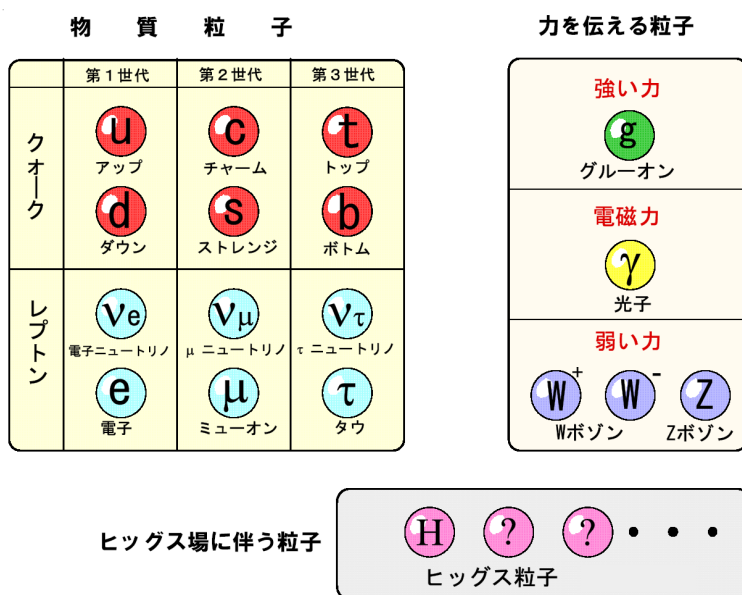 物質粒子
第1世代 第2世代 第3世代
クォーク
u c t
アップ チャーム トップ
d s b
ダウン ストレンジ ボトム
レプトン
νe νμ ντ
電子ニュートリノ μニュートリノ τニュートリノ
e μ τ
電子 ミューオン タウ
力を伝える粒子
強い力
g
グルーオン
電磁力
γ
光子
弱い力
W+ W- Z
Wボゾン Zボゾン
ヒッグス場に伴う粒子
H ? ? ・・・
ヒッグス粒子